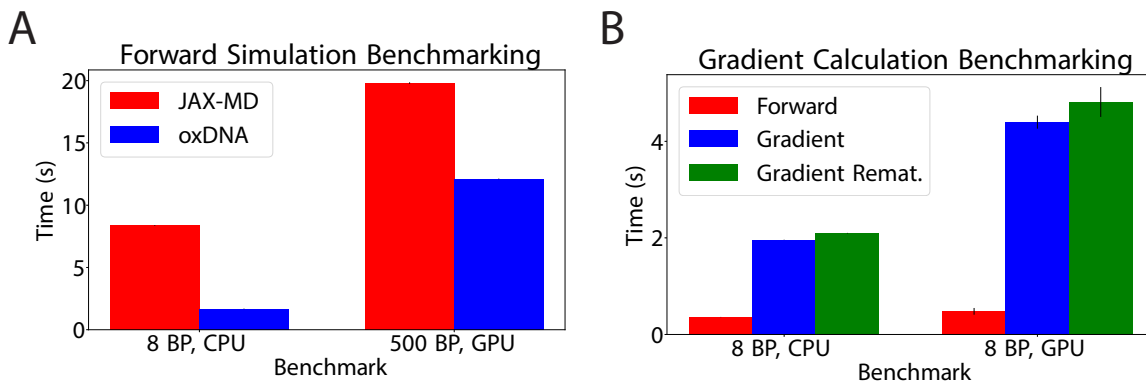 A
Forward Simulation Benchmarking
JAX-MD
oxDNA
Time (s)
20
15
10
5
0
8 BP, CPU
500 BP, GPU
Benchmark
B
Gradient Calculation Benchmarking
Forward
Gradient
Gradient Remat.
Time (s)
4
2
0
8 BP, CPU
8 BP, GPU
Benchmark